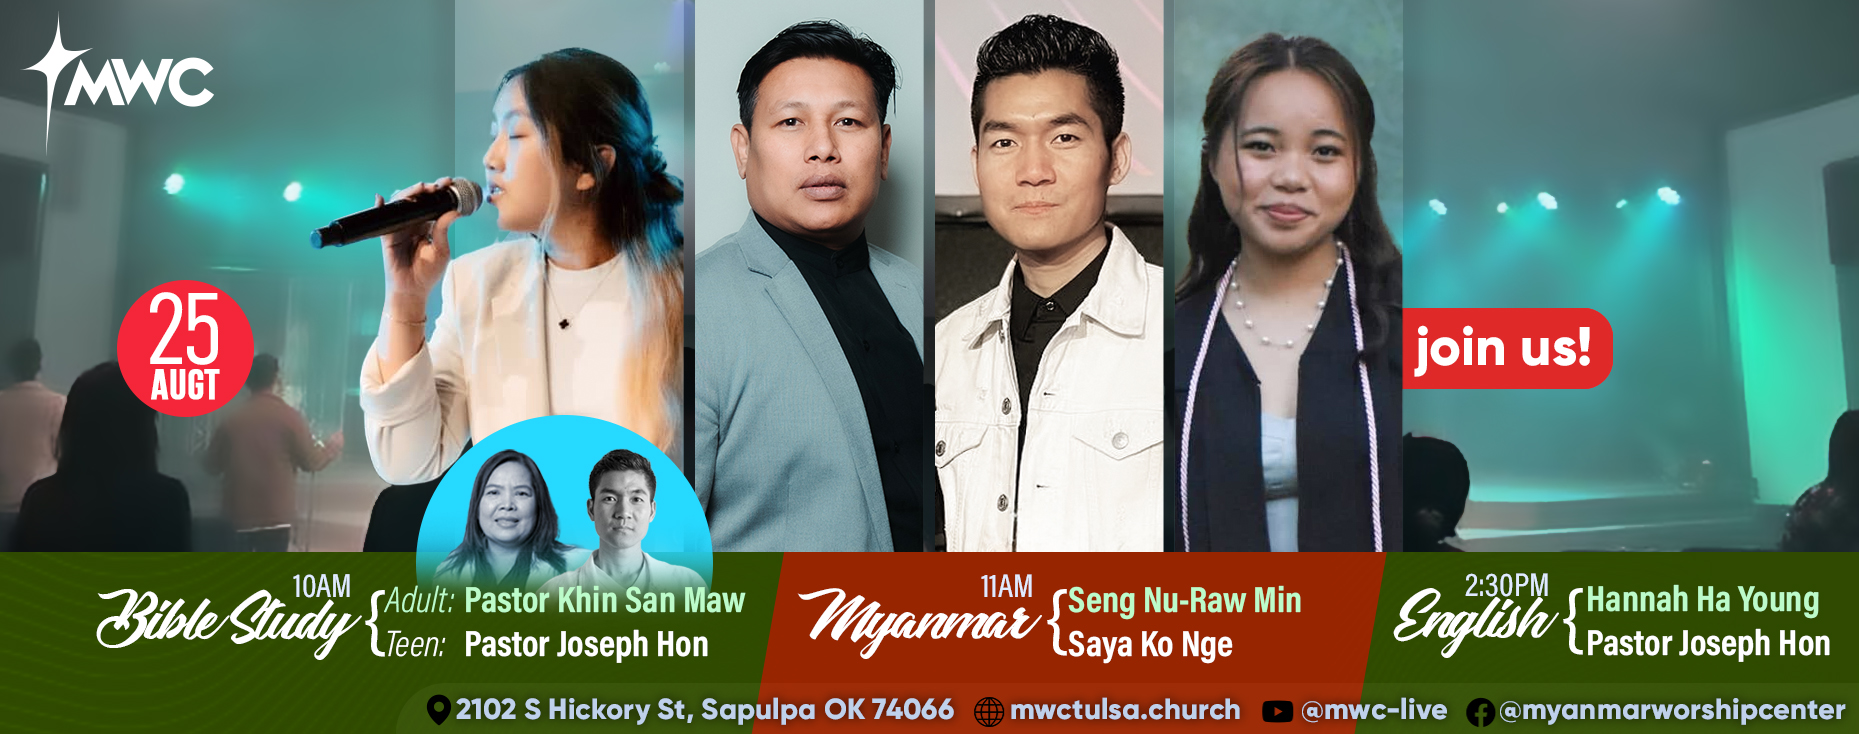 MWC
25
AUGT
join us!
10AM
Bible Study
Adult: Pastor Khin San Maw
Teen: Pastor Joseph Hon
11AM
Myanmar
Seng Nu-Raw Min
Saya Ko Nge
2:30PM
English
Hannah Ha Young
Pastor Joseph Hon
2102 S Hickory St, Sapulpa OK 74066 mwctulsa.church @mwc-live @myanmarworshipcenter